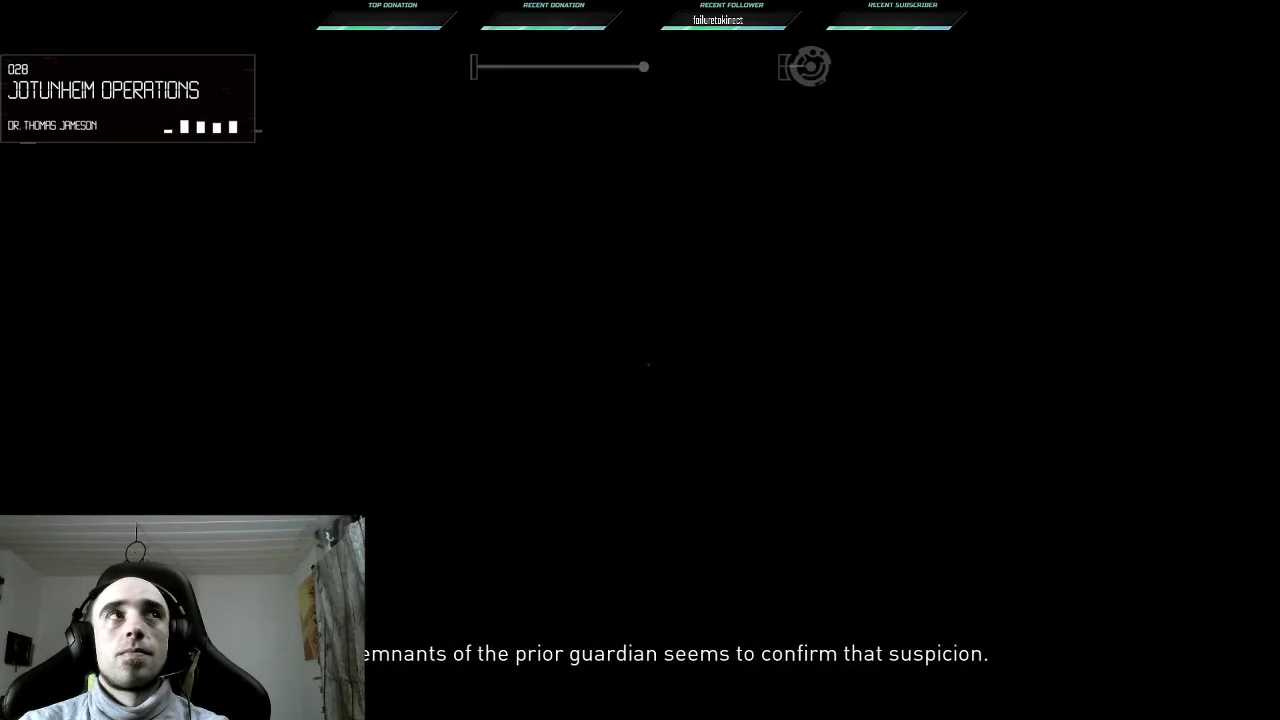 TOP DONATION
RECENT DONATION
RECENT FOLLOWER
RECENT SUBSCRIBER
failuretokinect
028
JOTUNHEIM OPERATIONS
DR. THOMAS JAMESON
emnants of the prior guardian seems to confirm that suspicion.